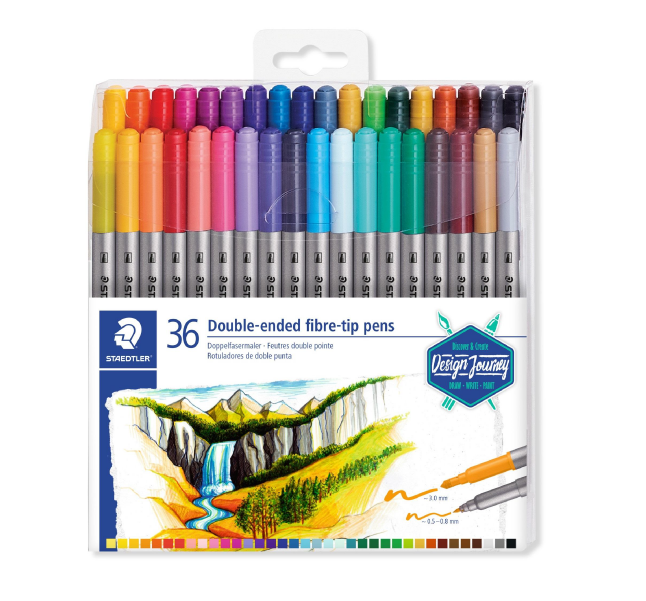 STAEDTLER
36 Double-ended fibre-tip pens
Doppelfasermaler - Feutres double pointe
Rotuladores de doble punta
Discover & Create
Design Journey
DRAW - WRITE - PAINT
~ 3.0 mm
~ 0.5 - 0.8 mm